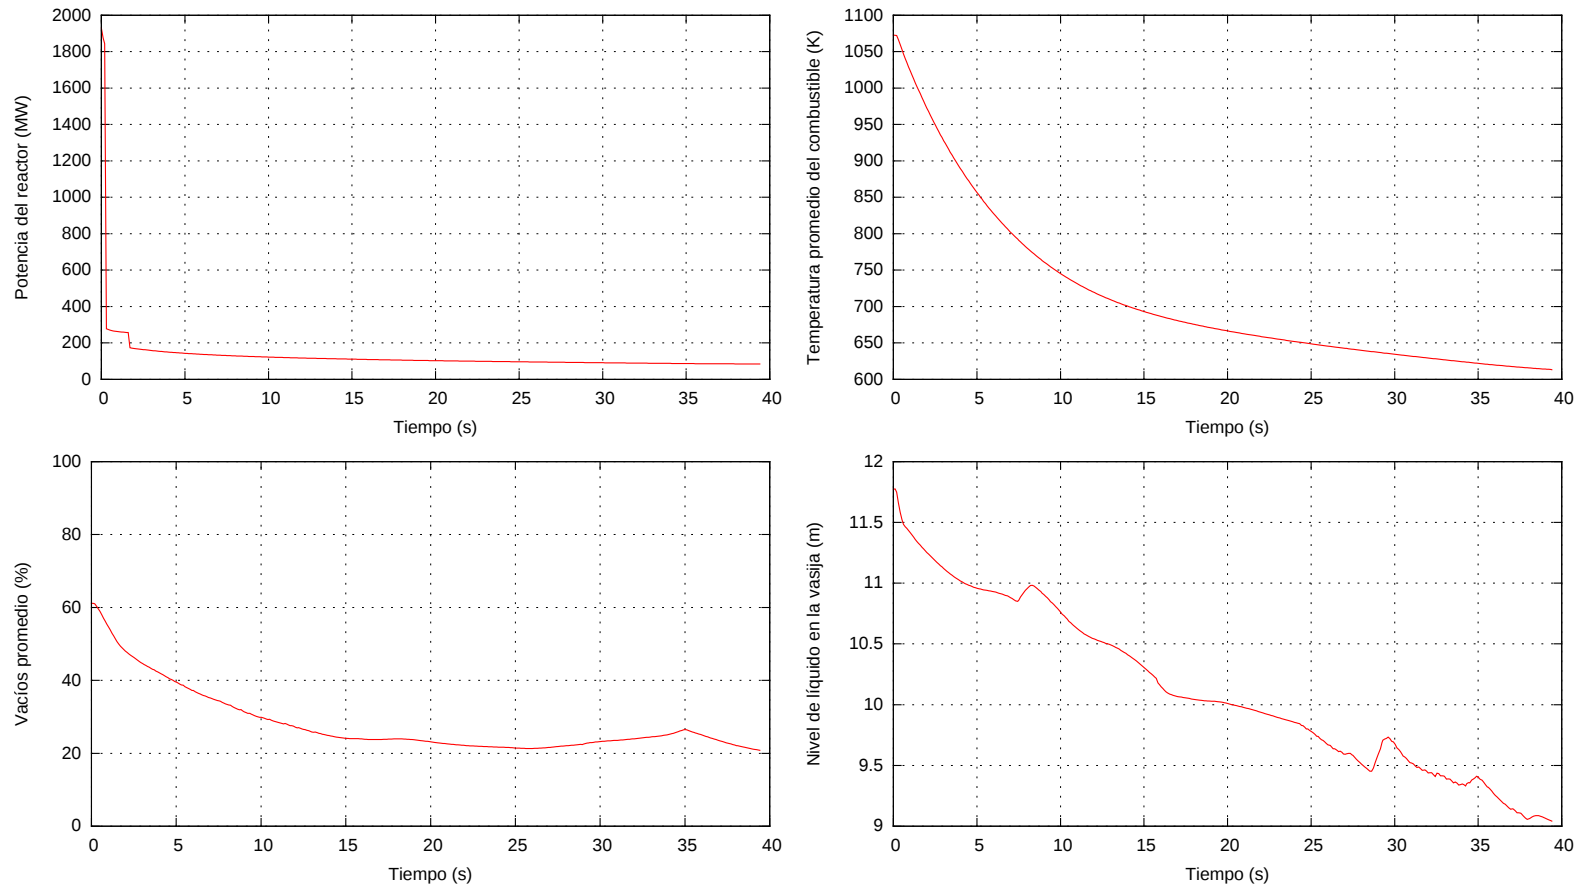 Potencia del reactor (MW)
2000
1800
1600
1400
1200
1000
800
600
400
200
0
0 5 10 15 20 25 30 35 40
Tiempo (s)
Temperatura promedio del combustible (K)
1100
1050
1000
950
900
850
800
750
700
650
600
0 5 10 15 20 25 30 35 40
Tiempo (s)
Vacíos promedio (%)
100
80
60
40
20
0
0 5 10 15 20 25 30 35 40
Tiempo (s)
Nivel de líquido en la vasija (m)
12
11.5
11
10.5
10
9.5
9
0 5 10 15 20 25 30 35 40
Tiempo (s)